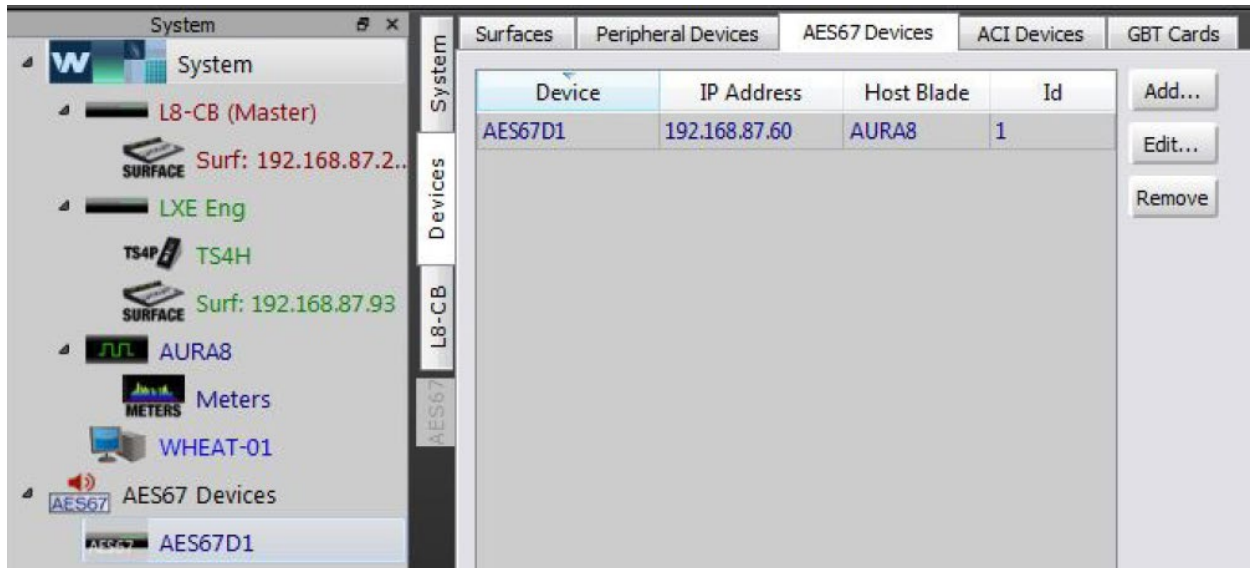 System
W System
L8-CB (Master)
SURFACE Surf: 192.168.87.2..
LXE Eng
TS4P TS4H
SURFACE Surf: 192.168.87.93
AURA8
METERS Meters
WHEAT-01
AES67 AES67 Devices
AES67 AES67D1
System
Devices
L8-CB
AES67
Surfaces Peripheral Devices AES67 Devices ACI Devices GBT Cards
Device IP Address Host Blade Id
AES67D1 192.168.87.60 AURA8 1
Add...
Edit...
Remove